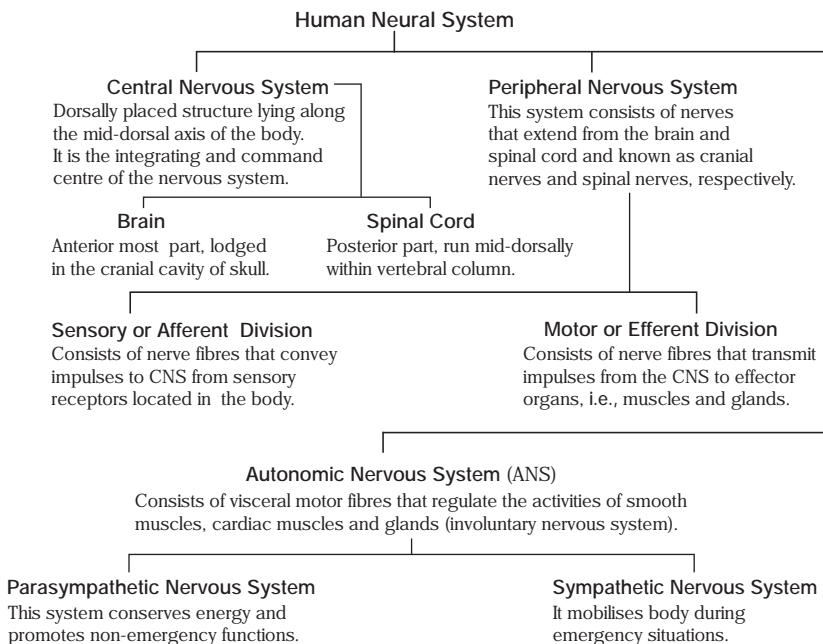 Human Neural System
Central Nervous System
Dorsally placed structure lying along
the mid-dorsal axis of the body.
It is the integrating and command
centre of the nervous system.
Peripheral Nervous System
This system consists of nerves
that extend from the brain and
spinal cord and known as cranial
nerves and spinal nerves, respectively.
Brain
Anterior most part, lodged
in the cranial cavity of skull.
Spinal Cord
Posterior part, run mid-dorsally
within vertebral column.
Sensory or Afferent Division
Consists of nerve fibres that convey
impulses to CNS from sensory
receptors located in the body.
Motor or Efferent Division
Consists of nerve fibres that transmit
impulses from the CNS to effector
organs, i.e., muscles and glands.
Autonomic Nervous System (ANS)
Consists of visceral motor fibres that regulate the activities of smooth
muscles, cardiac muscles and glands (involuntary nervous system).
Parasympathetic Nervous System
This system conserves energy and
promotes non-emergency functions.
Sympathetic Nervous System
It mobilises body during
emergency situations.